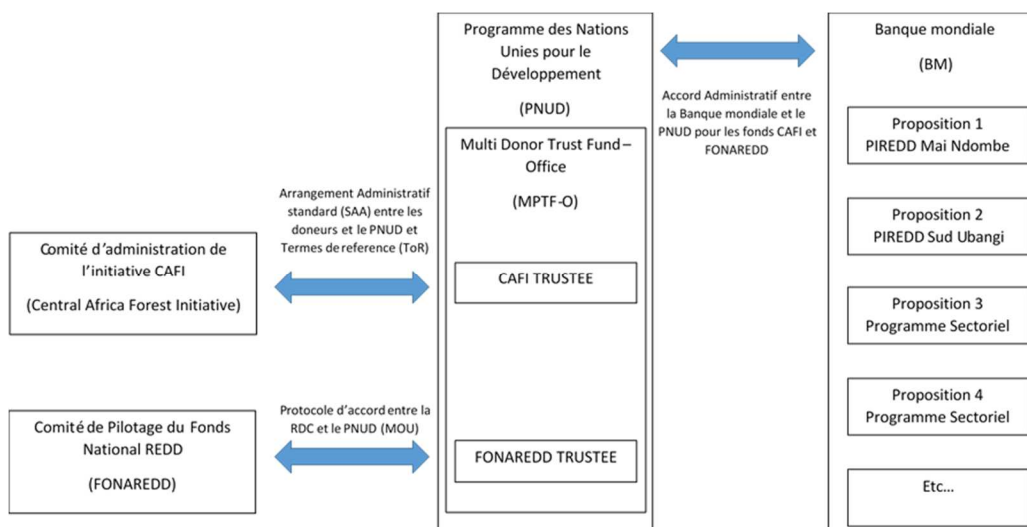 Programme des Nations
Unies pour le
Développement
(PNUD)
Multi Donor Trust Fund –
Office
(MPTF-O)
CAFI TRUSTEE
FONAREDD TRUSTEE
Banque mondiale
(BM)
Accord Administratif entre
la Banque mondiale et le
PNUD pour les fonds CAFI et
FONAREDD
Proposition 1
PIREDD Mai Ndombe
Proposition 2
PIREDD Sud Ubangi
Proposition 3
Programme Sectoriel
Proposition 4
Programme Sectoriel
Etc...
Arrangement Administratif
standard (SAA) entre les
doneurs et le PNUD et
Termes de reference (ToR)
Comité d'administration de
l'initiative CAFI
(Central Africa Forest Initiative)
Protocole d'accord entre la
RDC et le PNUD (MOU)
Comité de Pilotage du Fonds
National REDD
(FONAREDD)